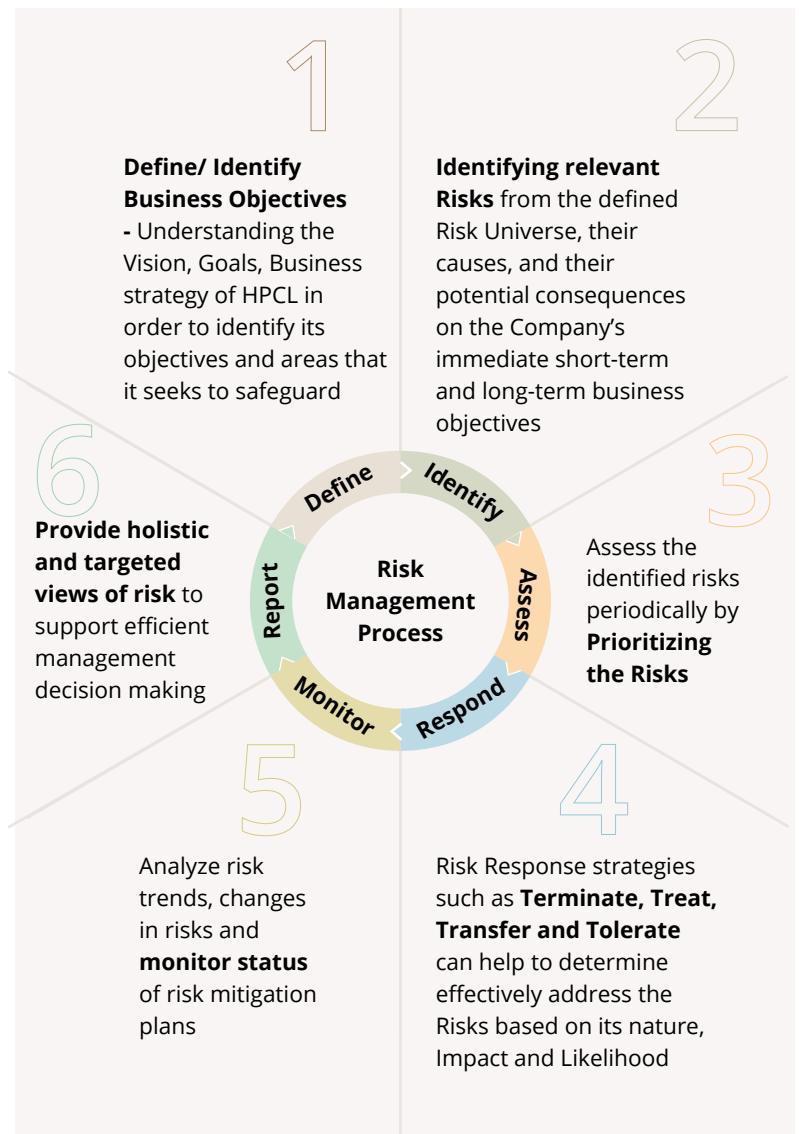 1
Define/ Identify
Business Objectives
- Understanding the
Vision, Goals, Business
strategy of HPCL in
order to identify its
objectives and areas that
it seeks to safeguard
2
Identifying relevant
Risks from the defined
Risk Universe, their
causes, and their
potential consequences
on the Company’s
immediate short-term
and long-term business
objectives
3
Assess the
identified risks
periodically by
Prioritizing
the Risks
4
Risk Response strategies
such as Terminate, Treat,
Transfer and Tolerate
can help to determine
effectively address the
Risks based on its nature,
Impact and Likelihood
5
Analyze risk
trends, changes
in risks and
monitor status
of risk mitigation
plans
6
Provide holistic
and targeted
views of risk to
support efficient
management
decision making
Risk
Management
Process
Define
Identify
Assess
Respond
Monitor
Report